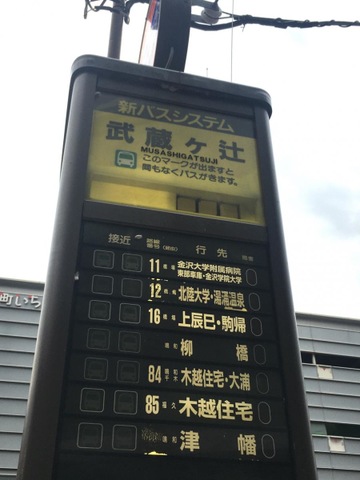 新バスシステム
武蔵ヶ辻
MUSASHIGATSUJI
このマークが出ますと
間もなくバスがきます。
接近 番号 行先
11 金沢大学附属病院
東部車庫・金沢学院大学
12 北陸大学・湯涌温泉
16 上辰巳・駒帰
柳橋
84 木越住宅・大浦
85 木越住宅
津幡
町いち